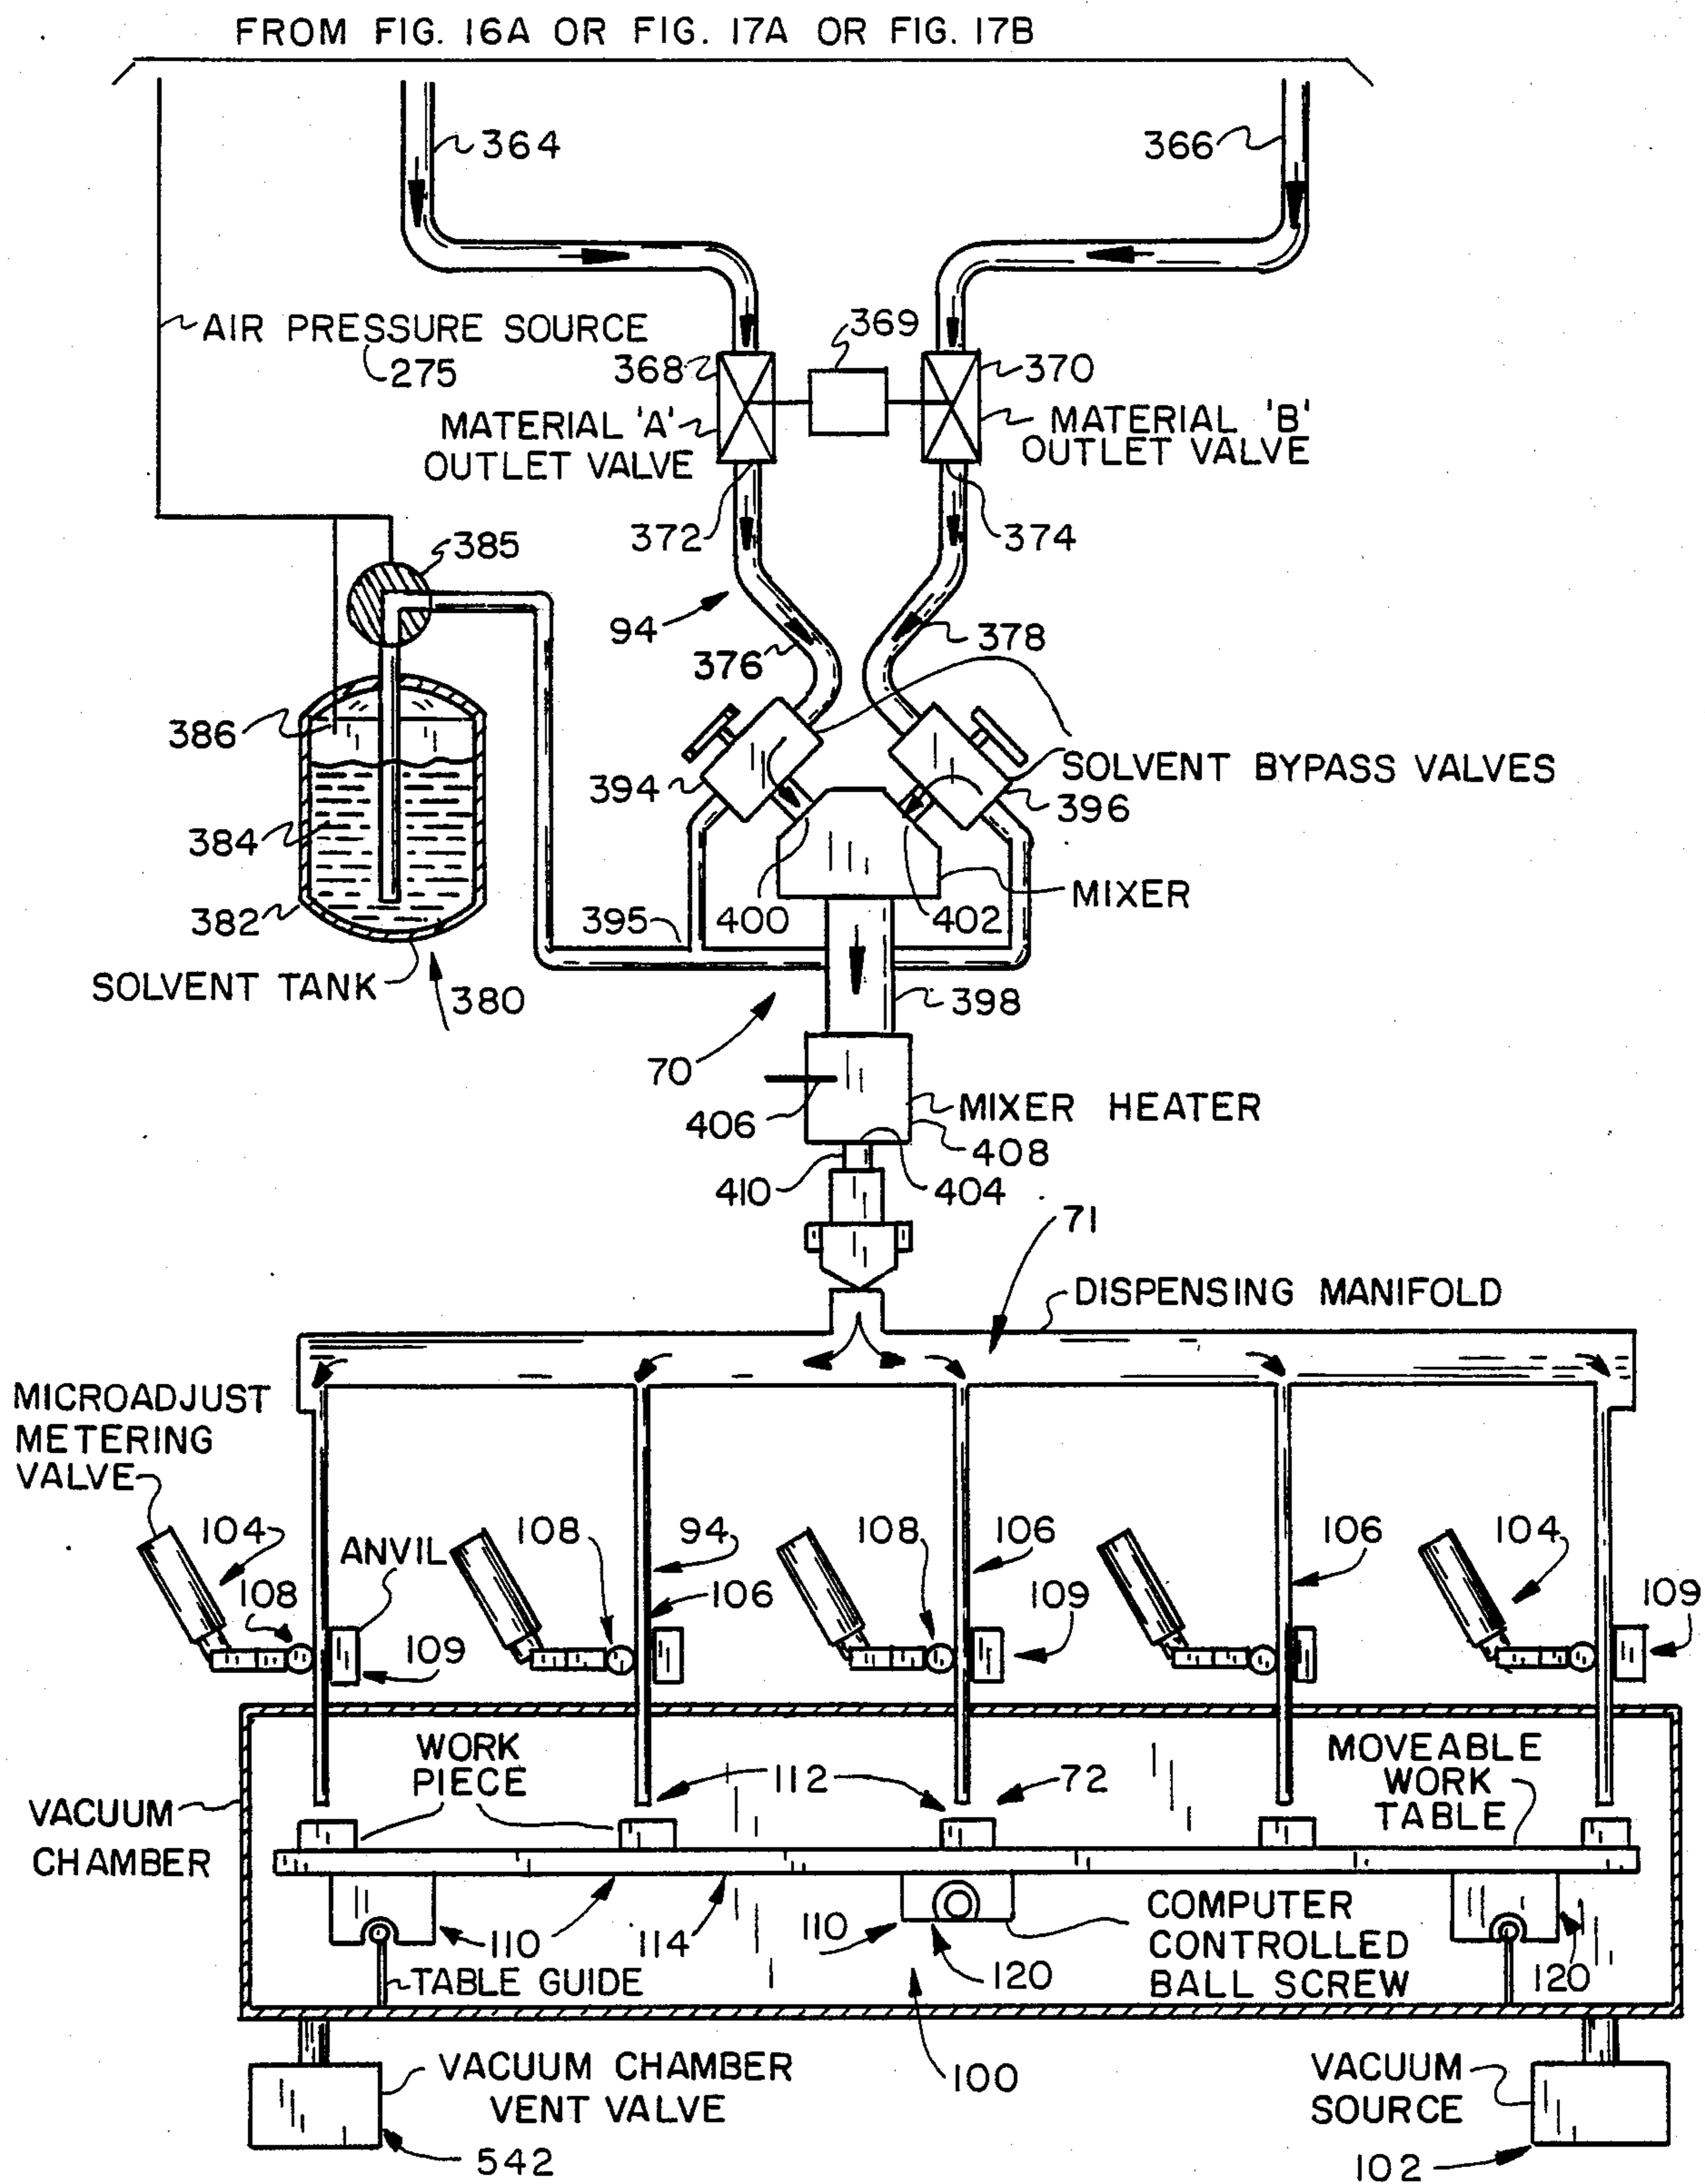 FROM FIG. 16A OR FIG. 17A OR FIG. 17B
364
366
AIR PRESSURE SOURCE
275
369
368
370
MATERIAL 'A'
OUTLET VALVE
MATERIAL 'B'
OUTLET VALVE
372
374
385
94
376
378
386
394
SOLVENT BYPASS VALVES
396
384
382
395
400
402
MIXER
SOLVENT TANK
380
398
70
406
MIXER HEATER
408
410
404
71
DISPENSING MANIFOLD
MICROADJUST
METERING
VALVE
104
ANVIL
108
94
108
106
106
104
108
109
106
109
109
WORK
PIECE
112
72
MOVEABLE
WORK
TABLE
VACUUM
CHAMBER
110
114
110
120
COMPUTER
CONTROLLED
BALL SCREW
120
TABLE GUIDE
VACUUM CHAMBER
VENT VALVE
542
100
VACUUM
SOURCE
102